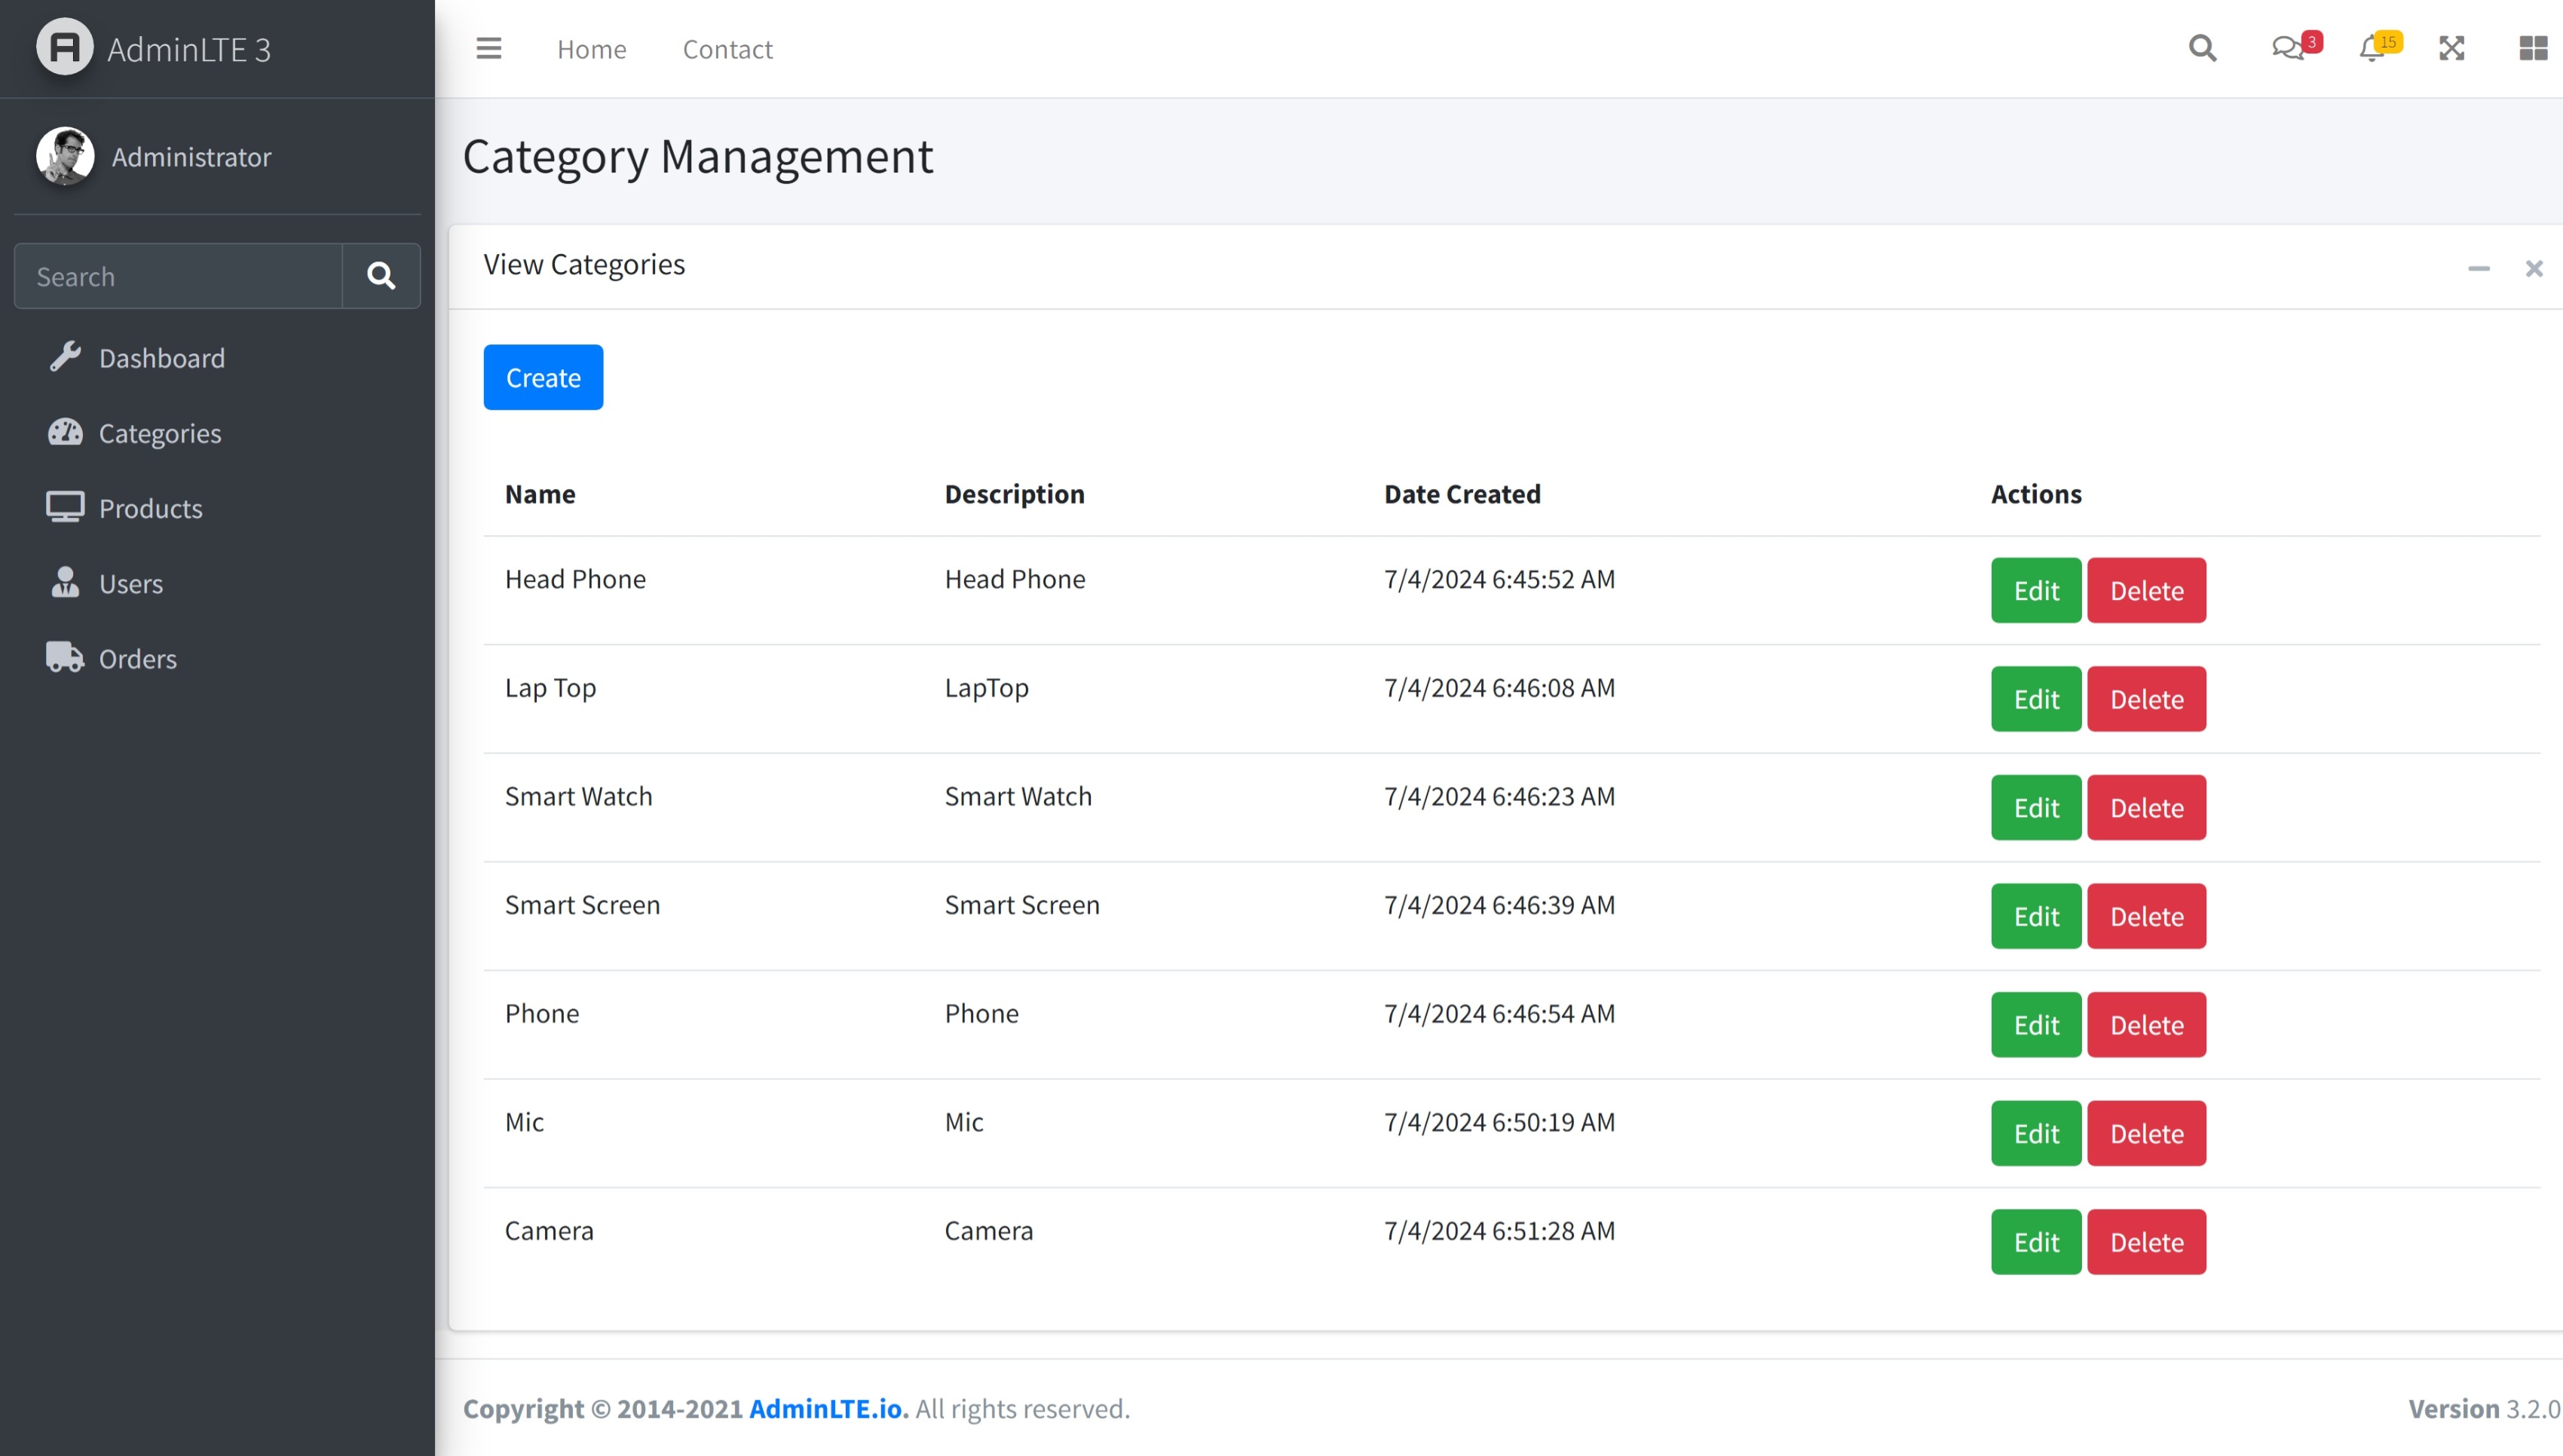 AdminLTE 3
Home Contact 3 15
Administrator
Category Management
Search
View Categories
Dashboard
Categories
Products
Users
Orders
Create
Name Description Date Created Actions
Head Phone Head Phone 7/4/2024 6:45:52 AM Edit Delete
Lap Top LapTop 7/4/2024 6:46:08 AM Edit Delete
Smart Watch Smart Watch 7/4/2024 6:46:23 AM Edit Delete
Smart Screen Smart Screen 7/4/2024 6:46:39 AM Edit Delete
Phone Phone 7/4/2024 6:46:54 AM Edit Delete
Mic Mic 7/4/2024 6:50:19 AM Edit Delete
Camera Camera 7/4/2024 6:51:28 AM Edit Delete
Copyright © 2014-2021 AdminLTE.io. All rights reserved. Version 3.2.0